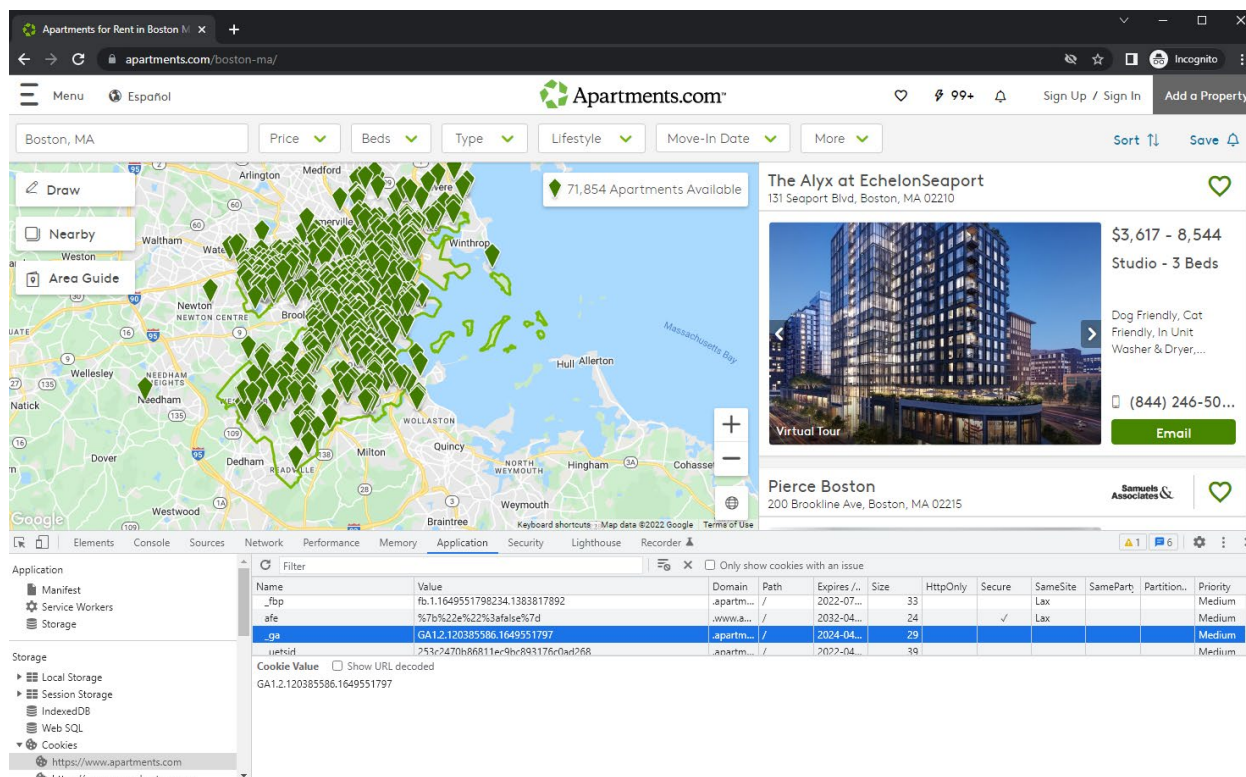 Apartments for Rent in Boston M
apartments.com/boston-ma/
Incognito
Menu
Español
Apartments.com™
99+
Sign Up / Sign In
Add a Property
Boston, MA
Price
Beds
Type
Lifestyle
Move-In Date
More
Sort
Save
Draw
Nearby
Area Guide
71,854 Apartments Available
Arlington
Medford
Waltham
Weston
Winthrop
Newton
NEWTON CENTRE
Wellesley
NEEDHAM
HEIGHTS
Needham
Natick
Dover
Dedham
READVILLE
Milton
Quincy
WOLLASTON
Hull
Allerton
Massachusetts Bay
NORTH
WEYMOUTH
Hingham
Weymouth
Westwood
Braintree
Google
Keyboard shortcuts
Map data ©2022 Google
Terms of Use
The Alyx at EchelonSeaport
131 Seaport Blvd, Boston, MA 02210
Virtual Tour
$3,617 - 8,544
Studio - 3 Beds
Dog Friendly, Cat
Friendly, In Unit
Washer & Dryer,...
(844) 246-50...
Email
Pierce Boston
200 Brookline Ave, Boston, MA 02215
Samuels &
Associates
Elements Console Sources Network Performance Memory Application Security Lighthouse Recorder
1 6
Application
Manifest
Service Workers
Storage
Storage
Local Storage
Session Storage
IndexedDB
Web SQL
Cookies
https://www.apartments.com
Filter
Only show cookies with an issue
Name Value Domain Path Expires /... Size HttpOnly Secure SameSite SameParty Partition... Priority
_fbp fb.1.1649551798234.1383817892 .apartm... / 2022-07... 33 Lax Medium
afe %7b%22e%22%3afalse%7d .www.a... / 2032-04... 24 ✓ Lax Medium
_ga GA1.2.120385586.1649551797 .apartm... / 2024-04... 29 Medium
_uetsid 253c2470b86811ec9bc893176c0ad268 .apartm... / 2022-04... 39 Medium
Cookie Value Show URL decoded
GA1.2.120385586.1649551797